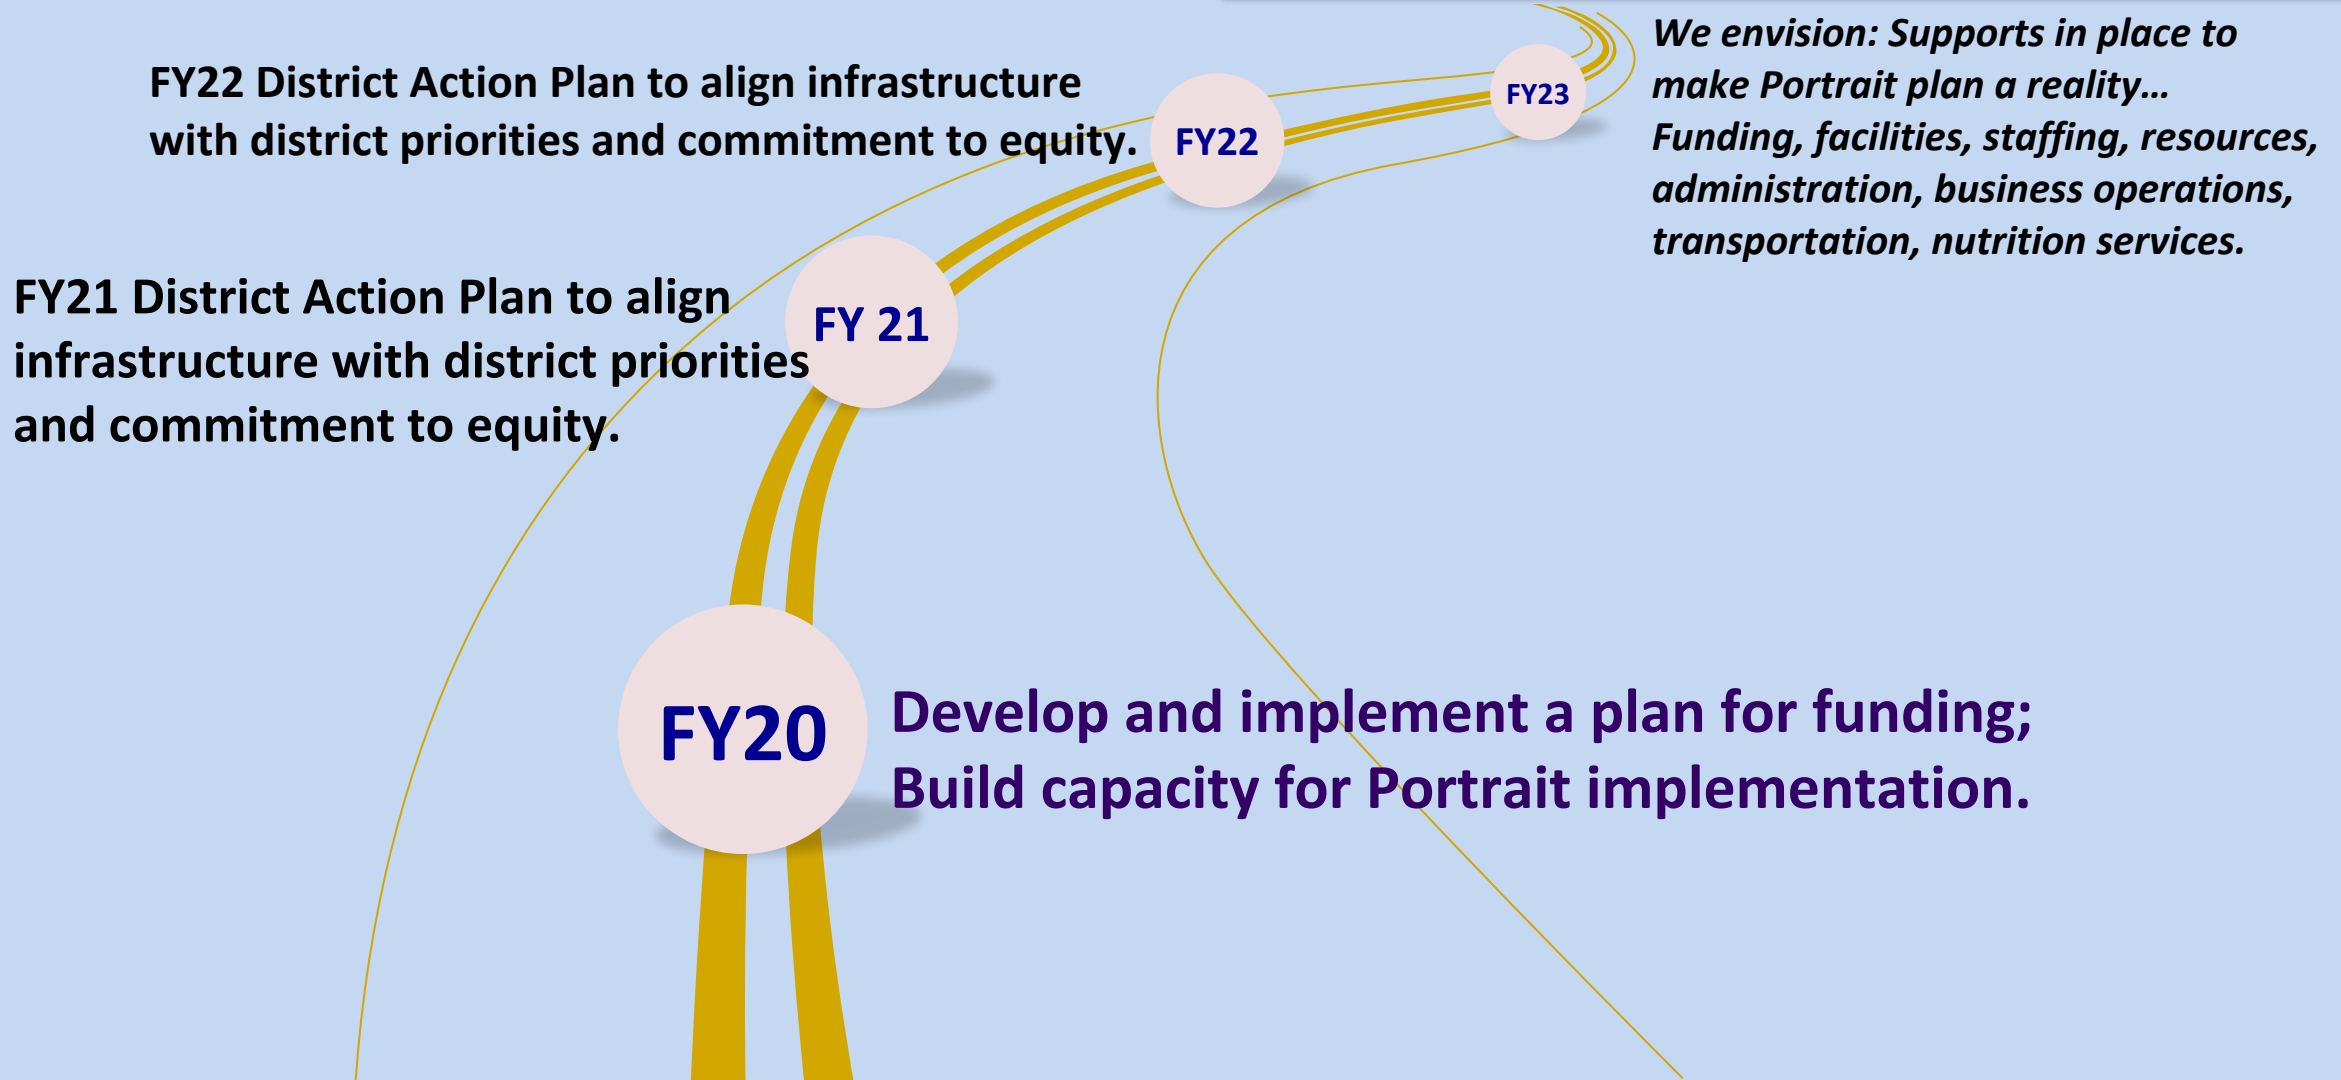 We envision: Supports in place to
make Portrait plan a reality…
Funding, facilities, staffing, resources,
administration, business operations,
transportation, nutrition services.
FY23
FY22 District Action Plan to align infrastructure
with district priorities and commitment to equity.
FY22
FY21 District Action Plan to align
infrastructure with district priorities
and commitment to equity.
FY 21
FY20
Develop and implement a plan for funding;
Build capacity for Portrait implementation.